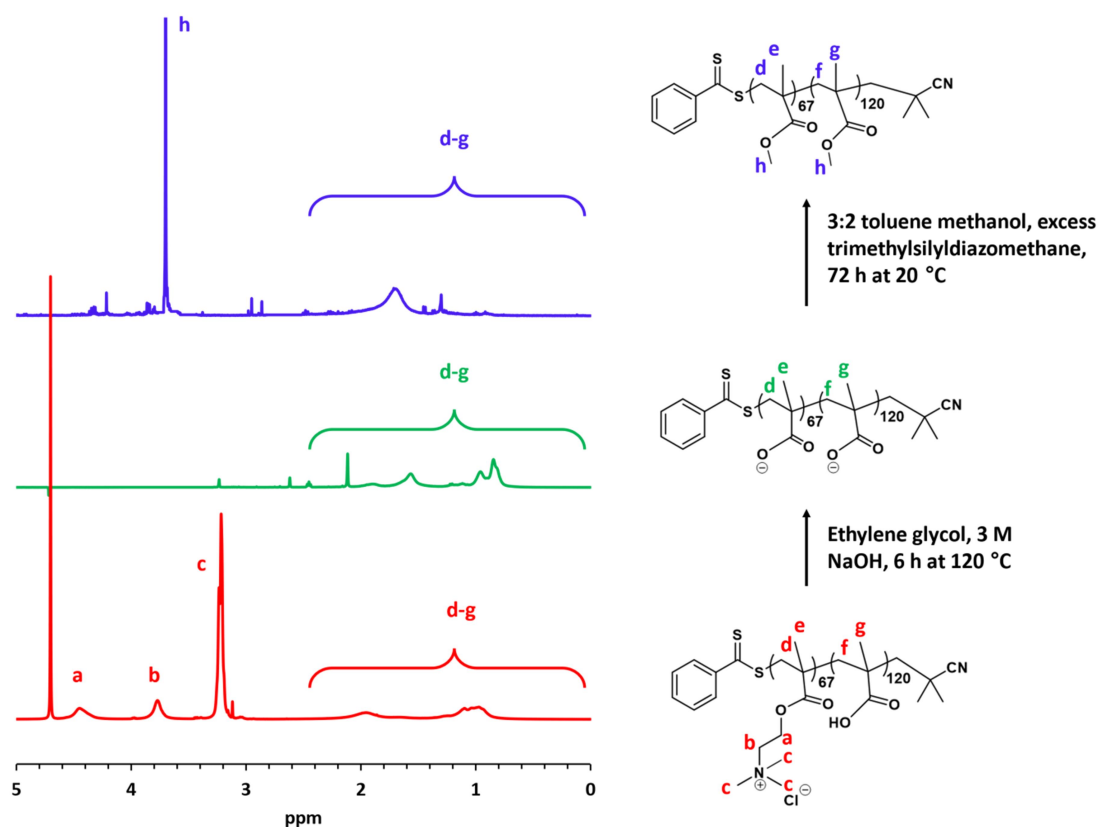 h
d-g
d-g
c
d-g
a
b
5
4
3
2
1
0
ppm
S
S
d
e
67
f
g
120
CN
O
O
h
O
O
h
3:2 toluene methanol, excess
trimethylsilyldiazomethane,
72 h at 20 °C
S
S
d
e
67
f
g
120
CN
O
O
⊖
O
O
⊖
Ethylene glycol, 3 M
NaOH, 6 h at 120 °C
S
S
d
e
67
f
g
120
CN
O
O
HO
O
b
a
N
⊕
c
c
c
Cl
⊖